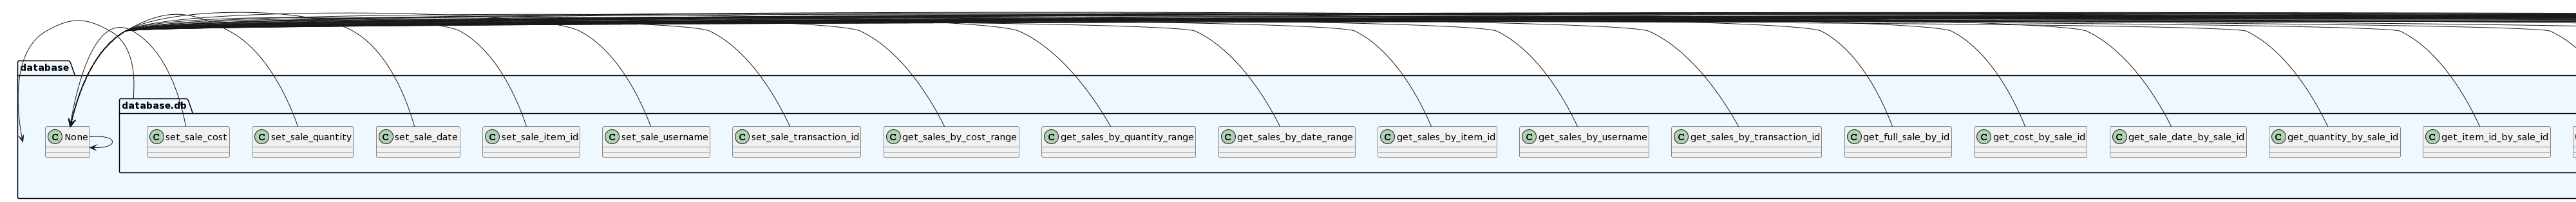 database
database.db
C None
C set_sale_cost
C set_sale_quantity
C set_sale_date
C set_sale_item_id
C set_sale_username
C set_sale_transaction_id
C get_sales_by_cost_range
C get_sales_by_quantity_range
C get_sales_by_date_range
C get_sales_by_item_id
C get_sales_by_username
C get_sales_by_transaction_id
C get_full_sale_by_id
C get_cost_by_sale_id
C get_sale_date_by_sale_id
C get_quantity_by_sale_id
C get_item_id_by_sale_id